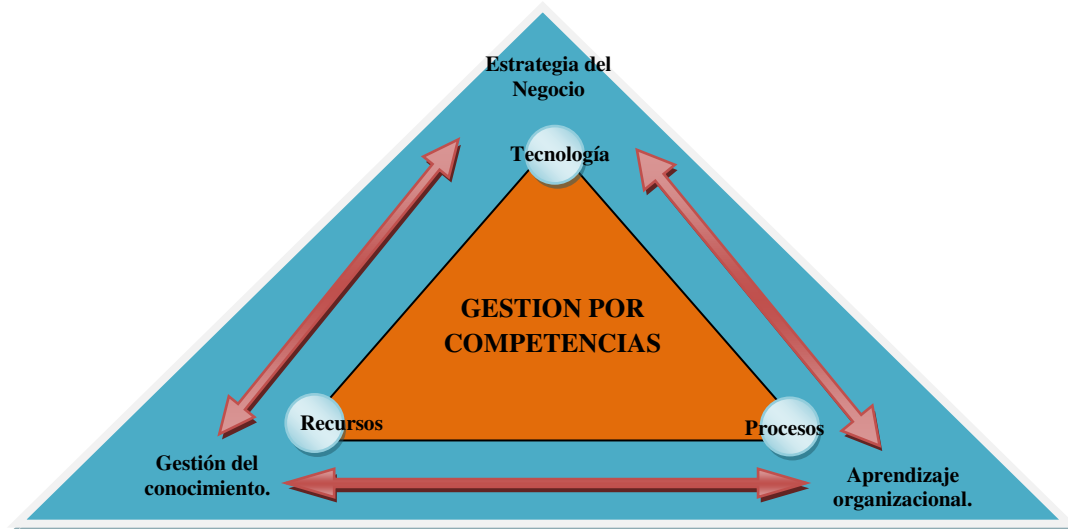 Estrategia del
Negocio
Tecnología
GESTION POR
COMPETENCIAS
Recursos
Procesos
Gestión del
conocimiento.
Aprendizaje
organizacional.